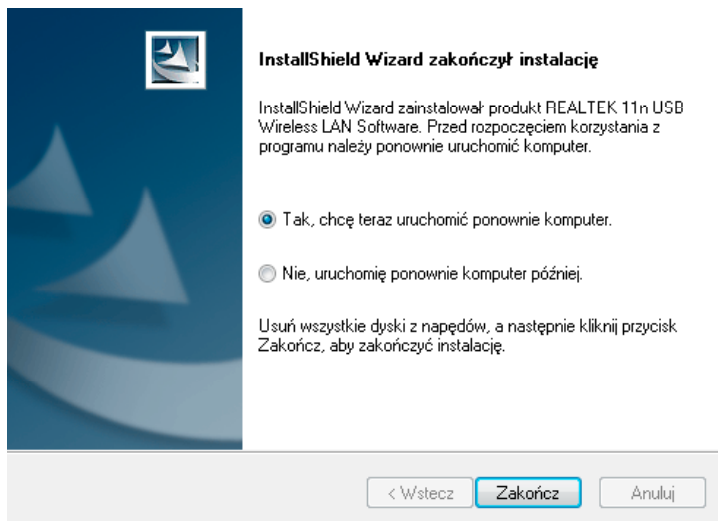 InstallShield Wizard zakończył instalację
InstallShield Wizard zainstalował produkt REALTEK 11n USB
Wireless LAN Software. Przed rozpoczęciem korzystania z
programu należy ponownie uruchomić komputer.
Tak, chcę teraz uruchomić ponownie komputer.
Nie, uruchomię ponownie komputer później.
Usuń wszystkie dyski z napędów, a następnie kliknij przycisk
Zakończ, aby zakończyć instalację.
< Wstecz Zakończ Anuluj